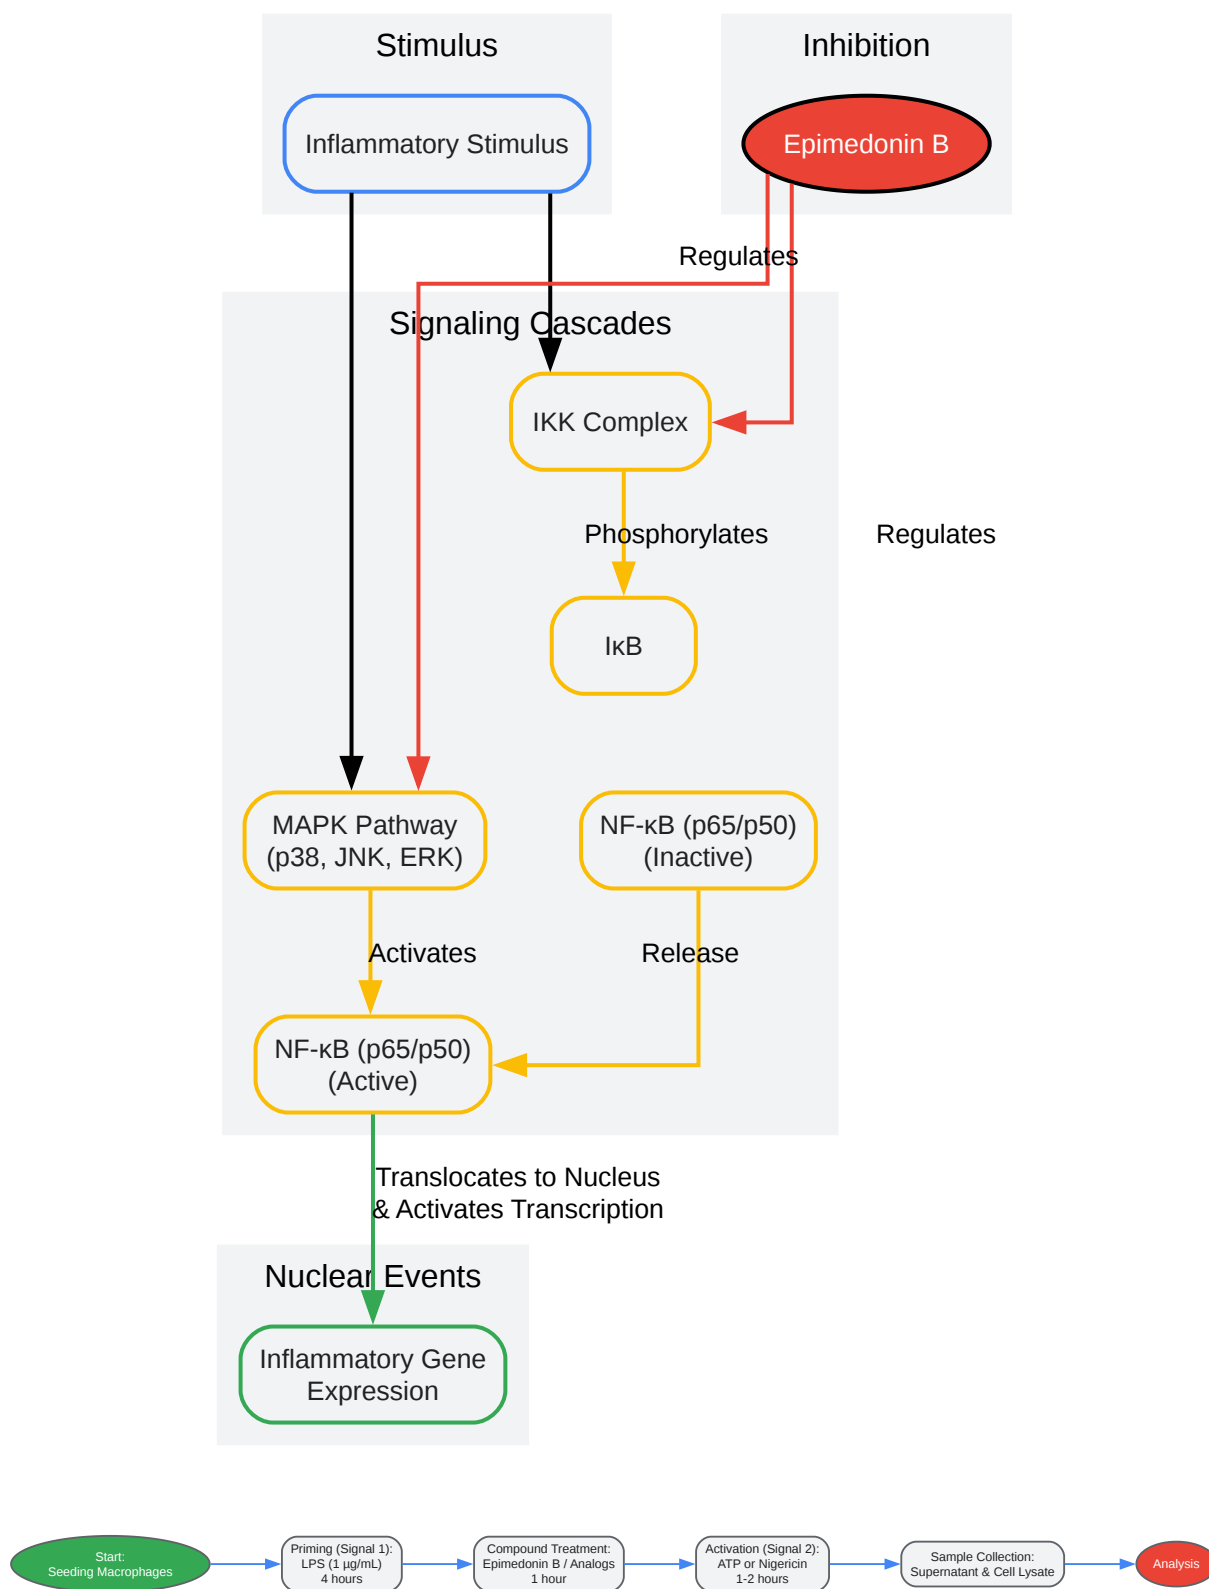 Stimulus
Inhibition
Inflammatory Stimulus
Epimedonin B
Regulates
Signaling Cascades
IKK Complex
Phosphorylates
Regulates
IκB
MAPK Pathway
(p38, JNK, ERK)
NF-κB (p65/p50)
(Inactive)
Activates
Release
NF-κB (p65/p50)
(Active)
Translocates to Nucleus
& Activates Transcription
Nuclear Events
Inflammatory Gene
Expression
Start:
Seeding Macrophages
Priming (Signal 1):
LPS (1 µg/mL)
4 hours
Compound Treatment:
Epimedonin B / Analogs
1 hour
Activation (Signal 2):
ATP or Nigericin
1-2 hours
Sample Collection:
Supernatant & Cell Lysate
Analysis